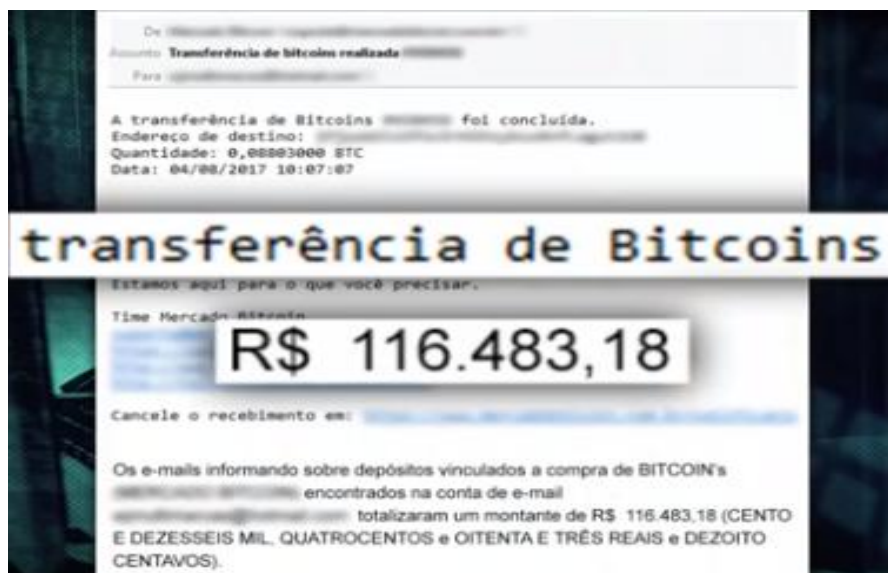 De
Assunto Transferência de bitcoins realizada
Para
A transferência de Bitcoins foi concluída.
Endereço de destino:
Quantidade: 0,08803000 BTC
Data: 04/08/2017 10:07:07
transferência de Bitcoins
Estamos aqui para o que você precisar.
Time Mercado Bitcoin
R$ 116.483,18
Cancele o recebimento em:
Os e-mails informando sobre depósitos vinculados a compra de BITCOIN's
encontrados na conta de e-mail
totalizaram um montante de R$ 116.483,18 (CENTO
E DEZESSEIS MIL, QUATROCENTOS e OITENTA E TRÊS REAIS e DEZOITO
CENTAVOS).